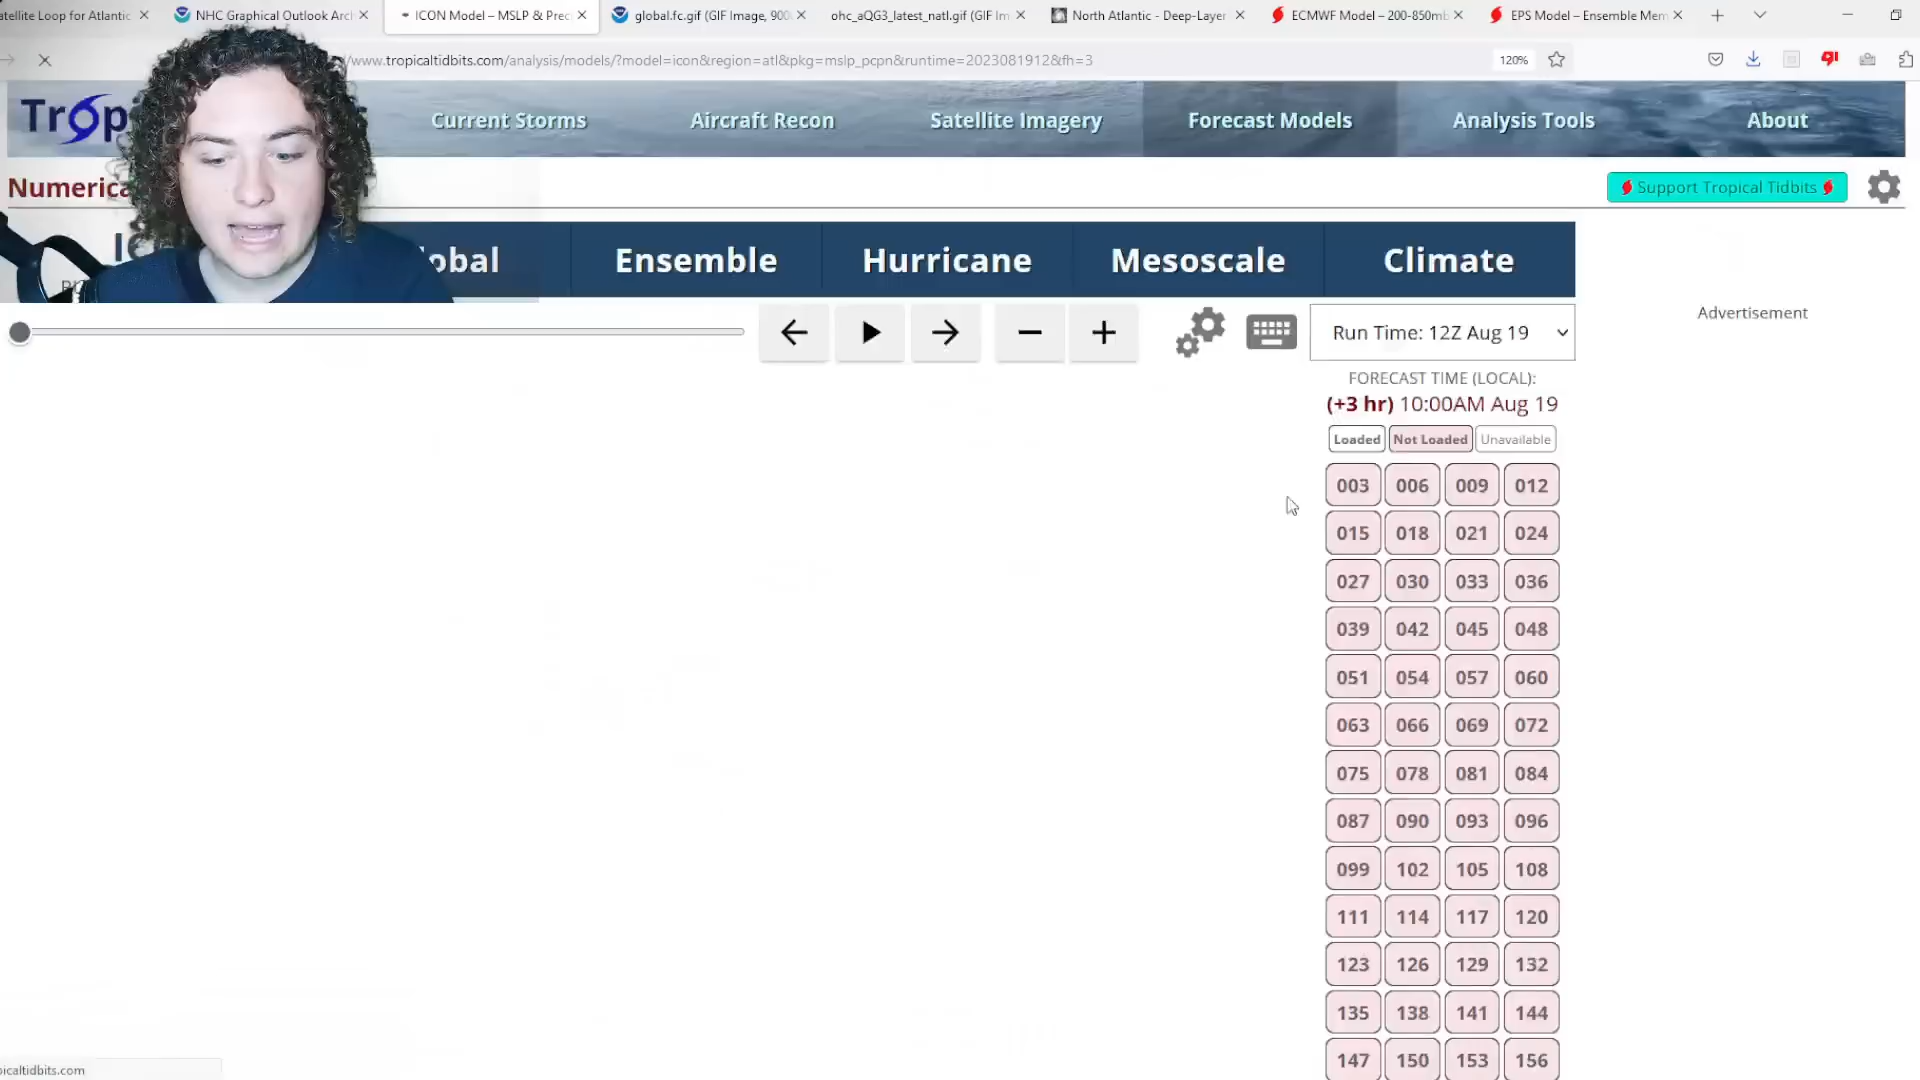 atellite Loop for Atlantic
NHC Graphical Outlook Arc
ICON Model – MSLP & Prec
global.fc.gif (GIF Image, 900
ohc_aQG3_latest_natl.gif (GIF Im
North Atlantic - Deep-Layer
ECMWF Model – 200-850mb
EPS Model – Ensemble Mem
/www.tropicaltidbits.com/analysis/models/?model=icon&region=atl&pkg=mslp_pcpn&runtime=2023081912&fh=3
120%
Trop
Current Storms
Aircraft Recon
Satellite Imagery
Forecast Models
Analysis Tools
About
Numerica
Support Tropical Tidbits
obal
Ensemble
Hurricane
Mesoscale
Climate
Run Time: 12Z Aug 19
Advertisement
FORECAST TIME (LOCAL):
(+3 hr) 10:00AM Aug 19
Loaded Not Loaded Unavailable
003 006 009 012
015 018 021 024
027 030 033 036
039 042 045 048
051 054 057 060
063 066 069 072
075 078 081 084
087 090 093 096
099 102 105 108
111 114 117 120
123 126 129 132
135 138 141 144
147 150 153 156
icaltidbits.com